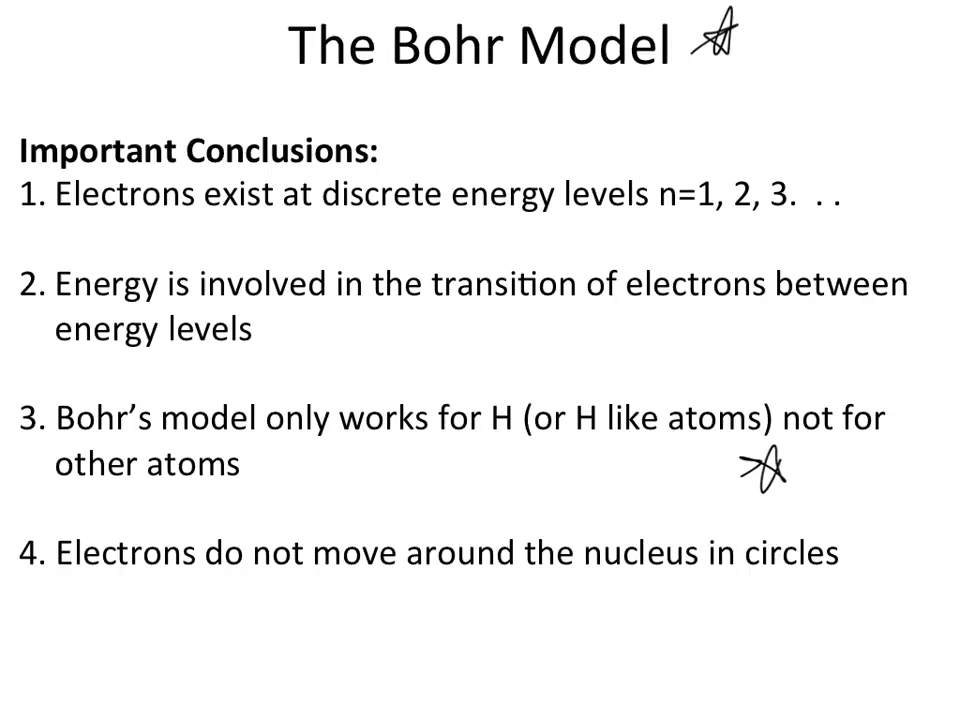 The Bohr Model
Important Conclusions:
1. Electrons exist at discrete energy levels n=1, 2, 3. . .
2. Energy is involved in the transition of electrons between
energy levels
3. Bohr’s model only works for H (or H like atoms) not for
other atoms
4. Electrons do not move around the nucleus in circles